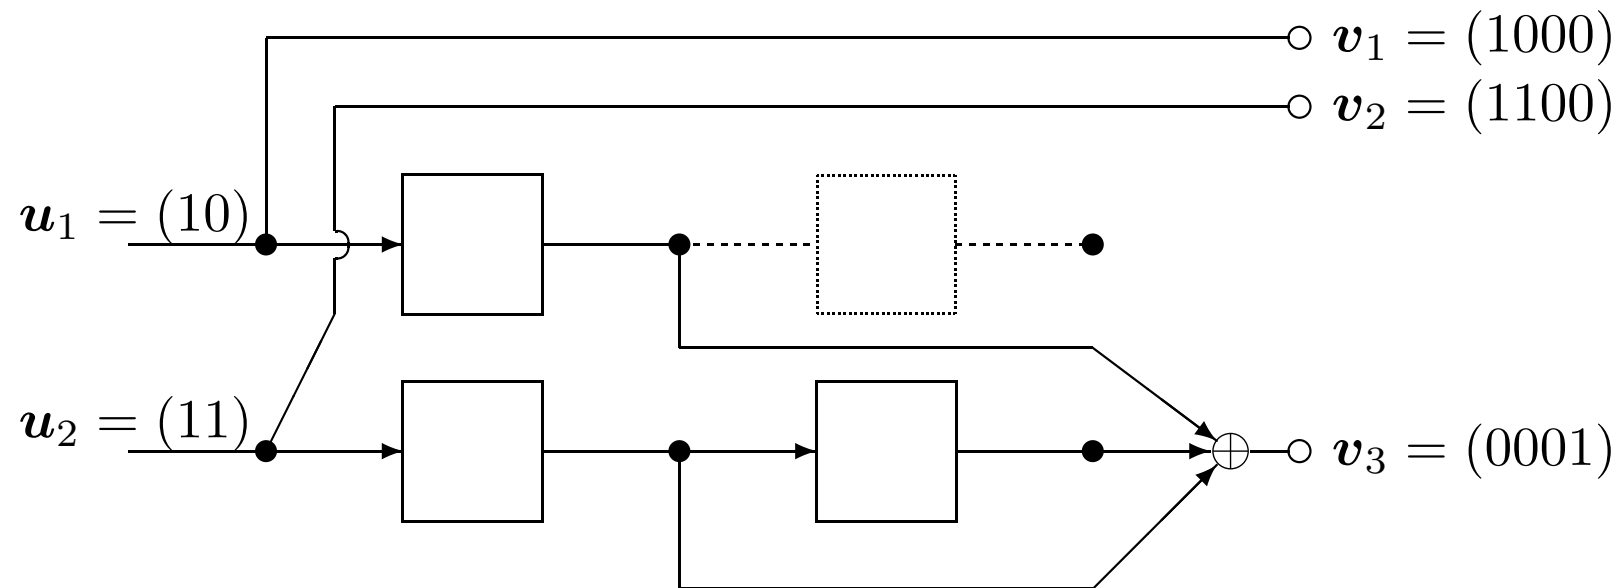 v₁ = (1000)
v₂ = (1100)
u₁ = (10)
u₂ = (11)
v₃ = (0001)